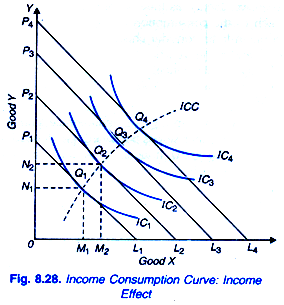 Y
P4
P3
P2
P1
N2
N1
Good Y
Q1
Q2
Q3
Q4
ICC
IC4
IC3
IC2
IC1
0
M1
M2
L1
L2
L3
L4
X
Good X
Fig. 8.28. Income Consumption Curve: Income
Effect